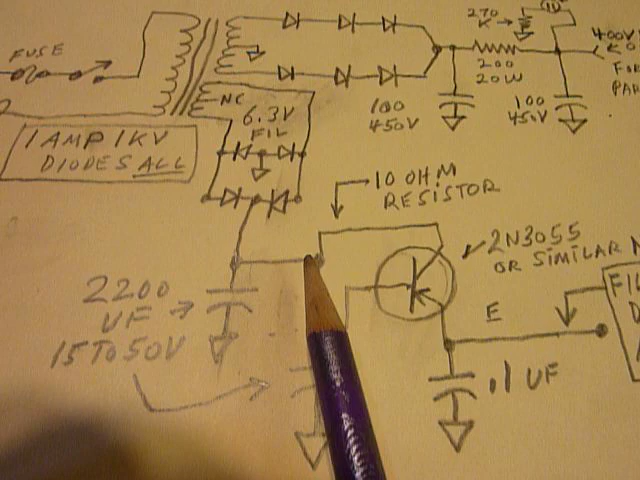 FUSE
1 AMP 1KV
DIODES ALL
NC
6.3V
FIL
270
K
200
20W
100
450V
100
450V
400V
FOR
PAR
10 OHM
RESISTOR
2N3055
OR SIMILAR
2200
UF
15 TO 50V
E
.1 UF
FIL